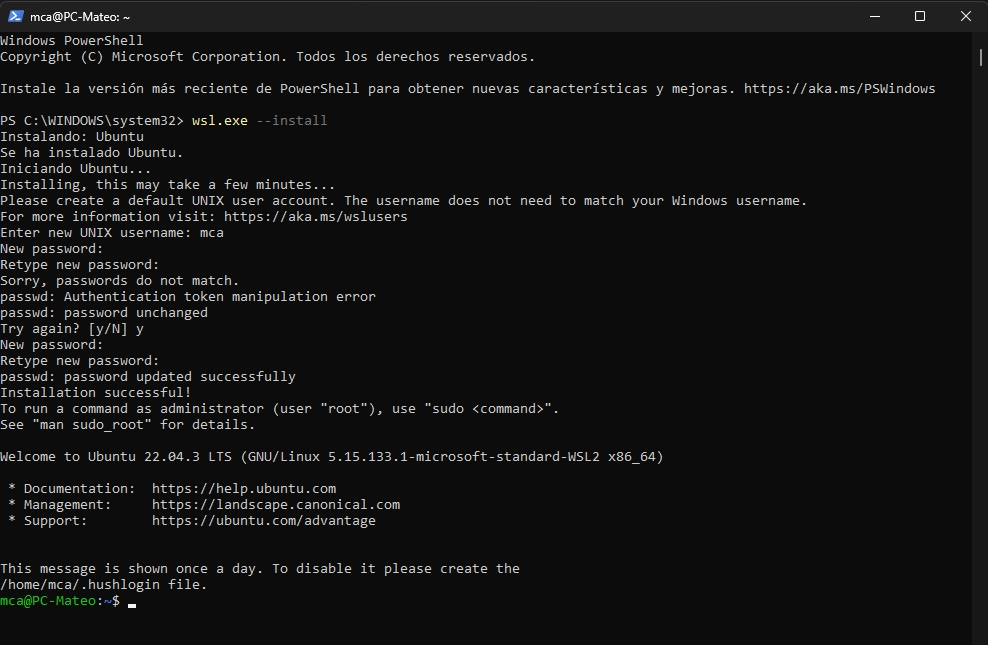 mca@PC-Mateo: ~
Windows PowerShell
Copyright (C) Microsoft Corporation. Todos los derechos reservados.
Instale la versión más reciente de PowerShell para obtener nuevas características y mejoras. https://aka.ms/PSWindows
PS C:\WINDOWS\system32> wsl.exe --install
Instalando: Ubuntu
Se ha instalado Ubuntu.
Iniciando Ubuntu...
Installing, this may take a few minutes...
Please create a default UNIX user account. The username does not need to match your Windows username.
For more information visit: https://aka.ms/wslusers
Enter new UNIX username: mca
New password:
Retype new password:
Sorry, passwords do not match.
passwd: Authentication token manipulation error
passwd: password unchanged
Try again? [y/N] y
New password:
Retype new password:
passwd: password updated successfully
Installation successful!
To run a command as administrator (user "root"), use "sudo <command>".
See "man sudo_root" for details.
Welcome to Ubuntu 22.04.3 LTS (GNU/Linux 5.15.133.1-microsoft-standard-WSL2 x86_64)
* Documentation:  https://help.ubuntu.com
* Management:     https://landscape.canonical.com
* Support:        https://ubuntu.com/advantage
This message is shown once a day. To disable it please create the
/home/mca/.hushlogin file.
mca@PC-Mateo:~$